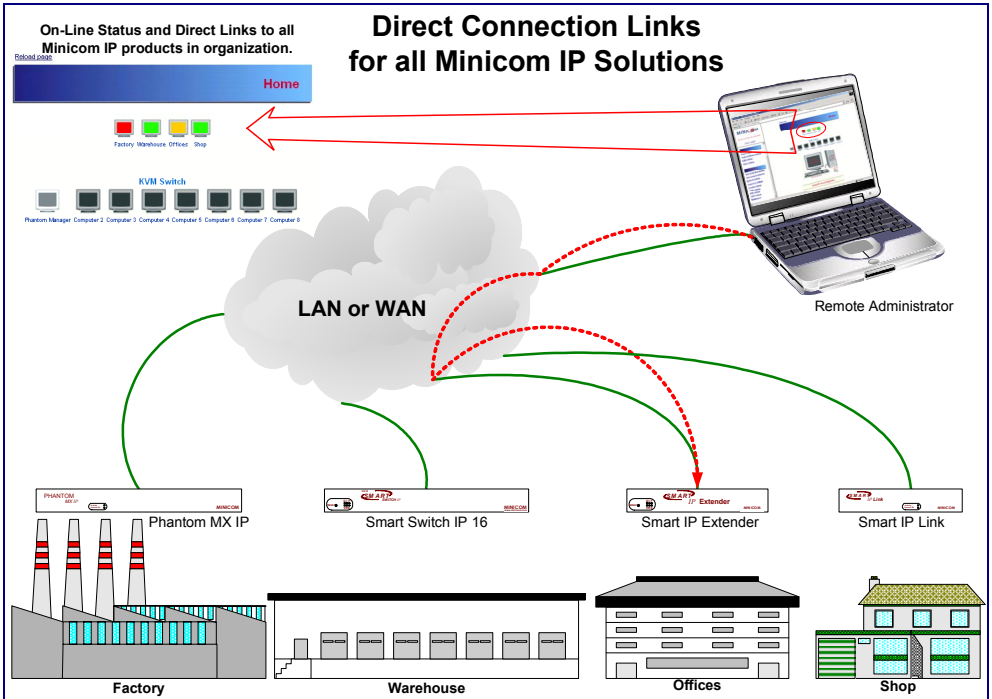 On-Line Status and Direct Links to all
Minicom IP products in organization.
Direct Connection Links
for all Minicom IP Solutions
Reload page
Home
Factory Warehouse Offices Shop
KVM Switch
Phantom Manager Computer 2 Computer 3 Computer 4 Computer 5 Computer 6 Computer 7 Computer 8
Remote Administrator
LAN or WAN
PHANTOM
MX IP
MINICOM
Phantom MX IP
SMART
SWITCH IP
MINICOM
Smart Switch IP 16
SMART
IP Extender
MINICOM
Smart IP Extender
SMART
IP Link
MINICOM
Smart IP Link
Factory
Warehouse
Offices
Shop